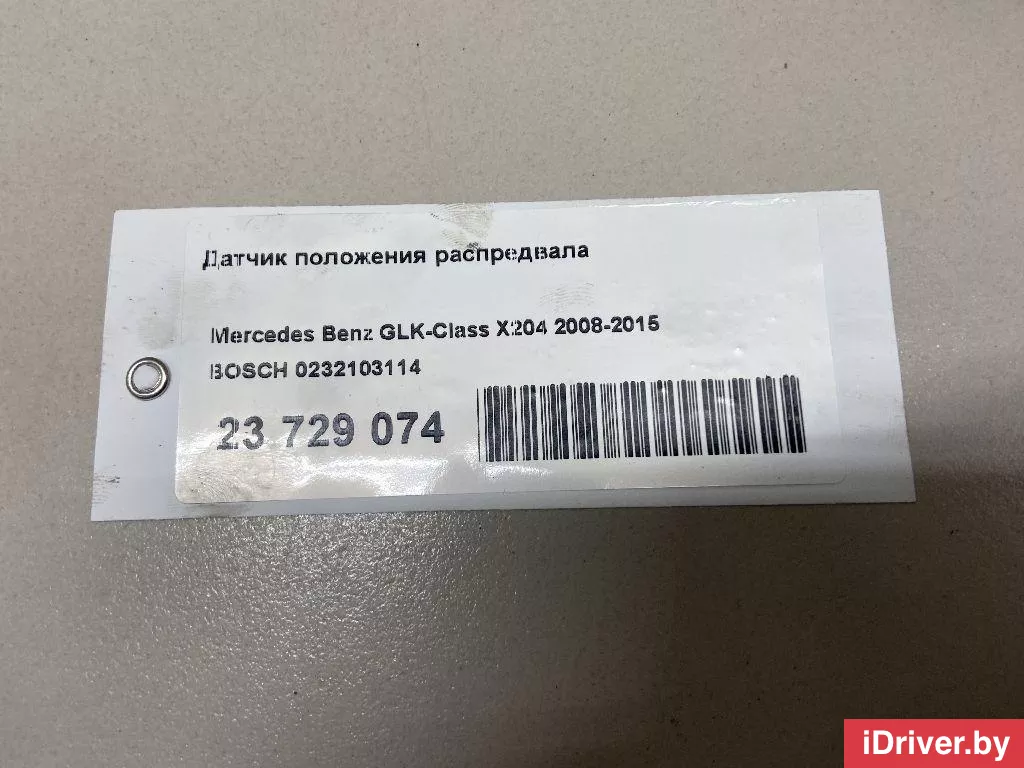 Датчик положения распредвала
Mercedes Benz GLK-Class X204 2008-2015
BOSCH 0232103114
23 729 074
iDriver.by